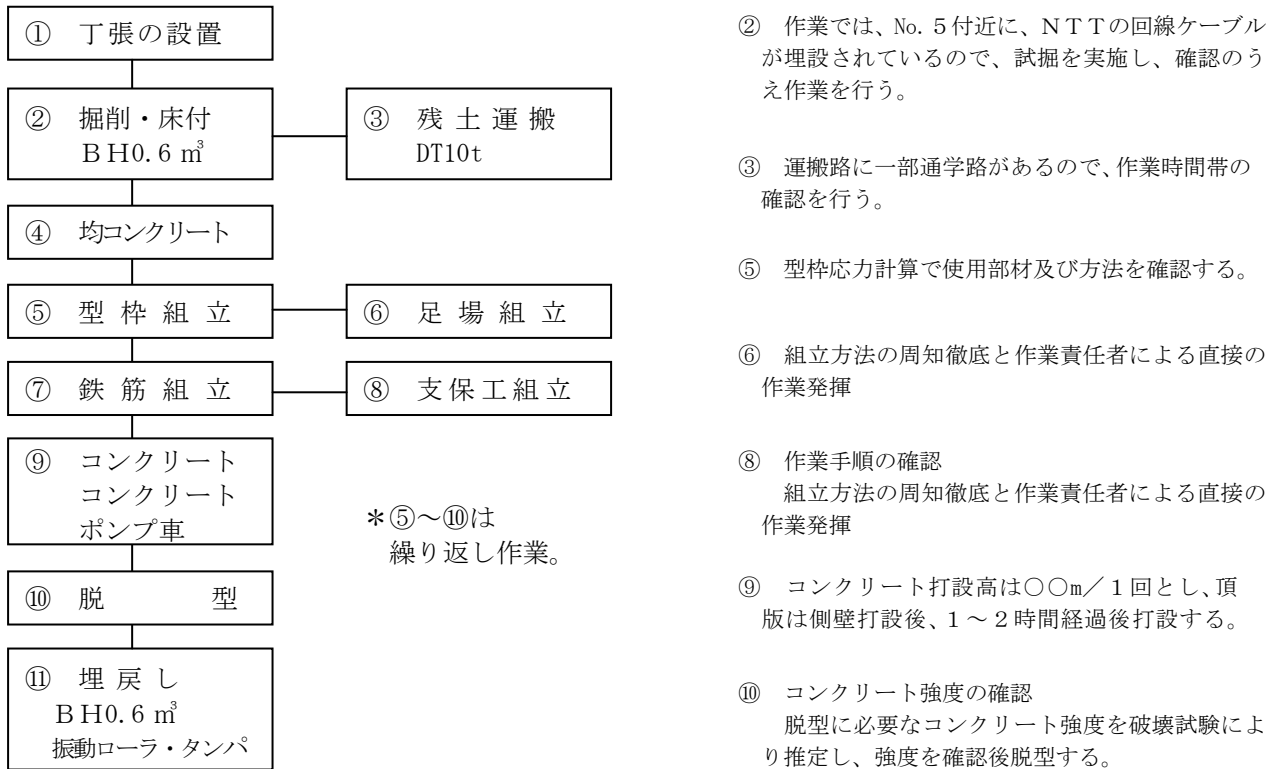 ① 丁張の設置
② 掘削・床付
ＢＨ0.6㎥
③ 残土運搬
DT10t
④ 均コンクリート
⑤ 型枠組立
⑥ 足場組立
⑦ 鉄筋組立
⑧ 支保工組立
⑨ コンクリート
コンクリート
ポンプ車
＊⑤～⑩は
繰り返し作業。
⑩ 脱　　型
⑪ 埋戻し
ＢＨ0.6㎥
振動ローラ・タンパ
② 作業では、No.５付近に、ＮＴＴの回線ケーブル
が埋設されているので、試掘を実施し、確認のう
え作業を行う。
③ 運搬路に一部通学路があるので、作業時間帯の
確認を行う。
⑤ 型枠応力計算で使用部材及び方法を確認する。
⑥ 組立方法の周知徹底と作業責任者による直接の
作業発揮
⑧ 作業手順の確認
組立方法の周知徹底と作業責任者による直接の
作業発揮
⑨ コンクリート打設高は○○m／１回とし、頂
版は側壁打設後、１～２時間経過後打設する。
⑩ コンクリート強度の確認
脱型に必要なコンクリート強度を破壊試験によ
り推定し、強度を確認後脱型する。